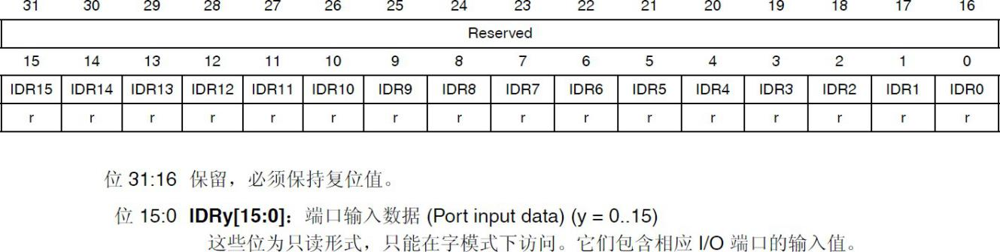 31 30 29 28 27 26 25 24 23 22 21 20 19 18 17 16
Reserved
15 14 13 12 11 10 9 8 7 6 5 4 3 2 1 0
IDR15 IDR14 IDR13 IDR12 IDR11 IDR10 IDR9 IDR8 IDR7 IDR6 IDR5 IDR4 IDR3 IDR2 IDR1 IDR0
r r r r r r r r r r r r r r r r
位 31:16 保留，必须保持复位值。
位 15:0 IDRy[15:0]：端口输入数据 (Port input data) (y = 0..15)
这些位为只读形式，只能在字模式下访问。它们包含相应 I/O 端口的输入值。